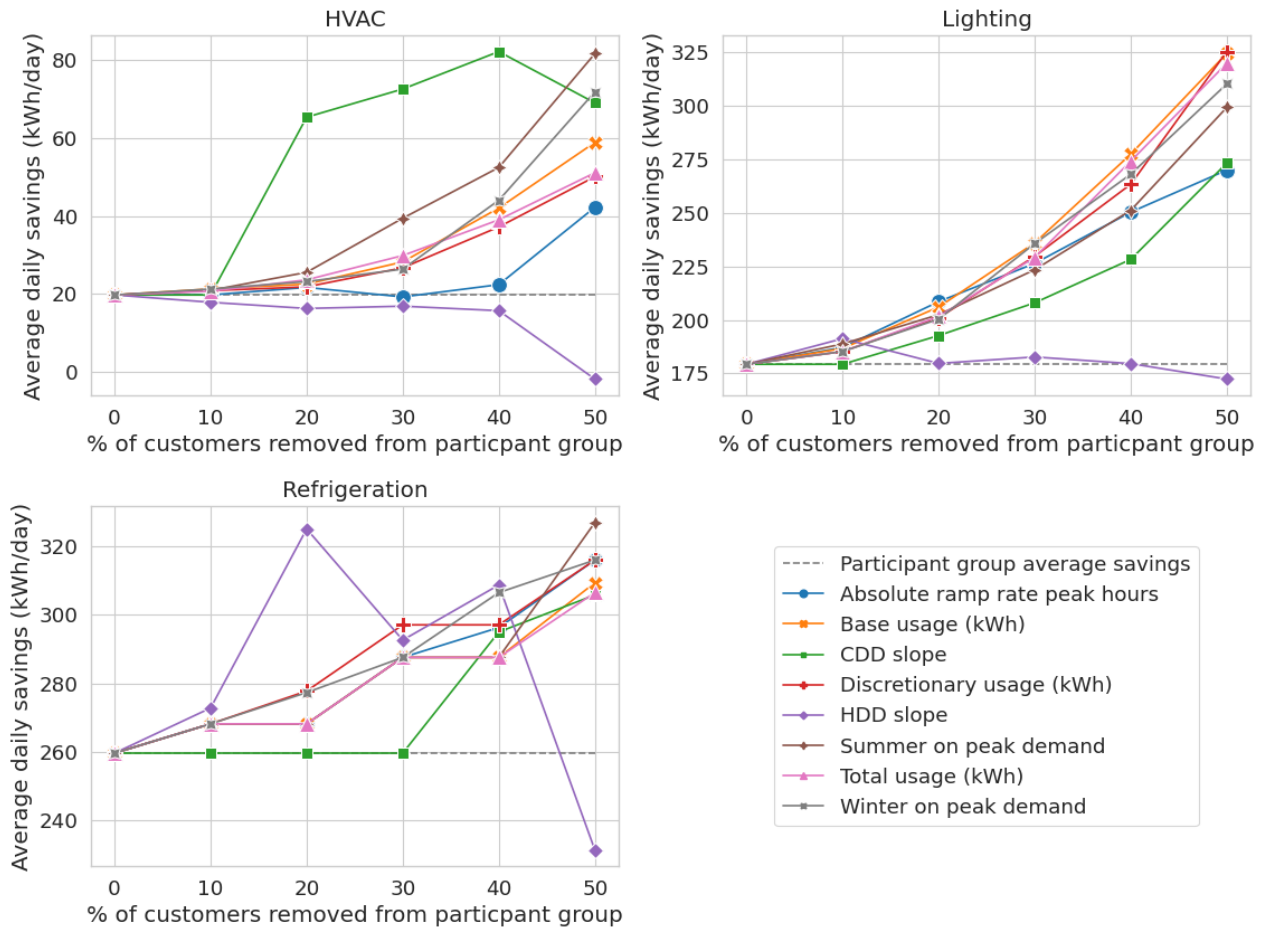 HVAC
Average daily savings (kWh/day)
80
60
40
20
0
0 10 20 30 40 50
% of customers removed from particpant group
Lighting
Average daily savings (kWh/day)
325
300
275
250
225
200
175
0 10 20 30 40 50
% of customers removed from particpant group
Refrigeration
Average daily savings (kWh/day)
320
300
280
260
240
0 10 20 30 40 50
% of customers removed from particpant group
Participant group average savings
Absolute ramp rate peak hours
Base usage (kWh)
CDD slope
Discretionary usage (kWh)
HDD slope
Summer on peak demand
Total usage (kWh)
Winter on peak demand